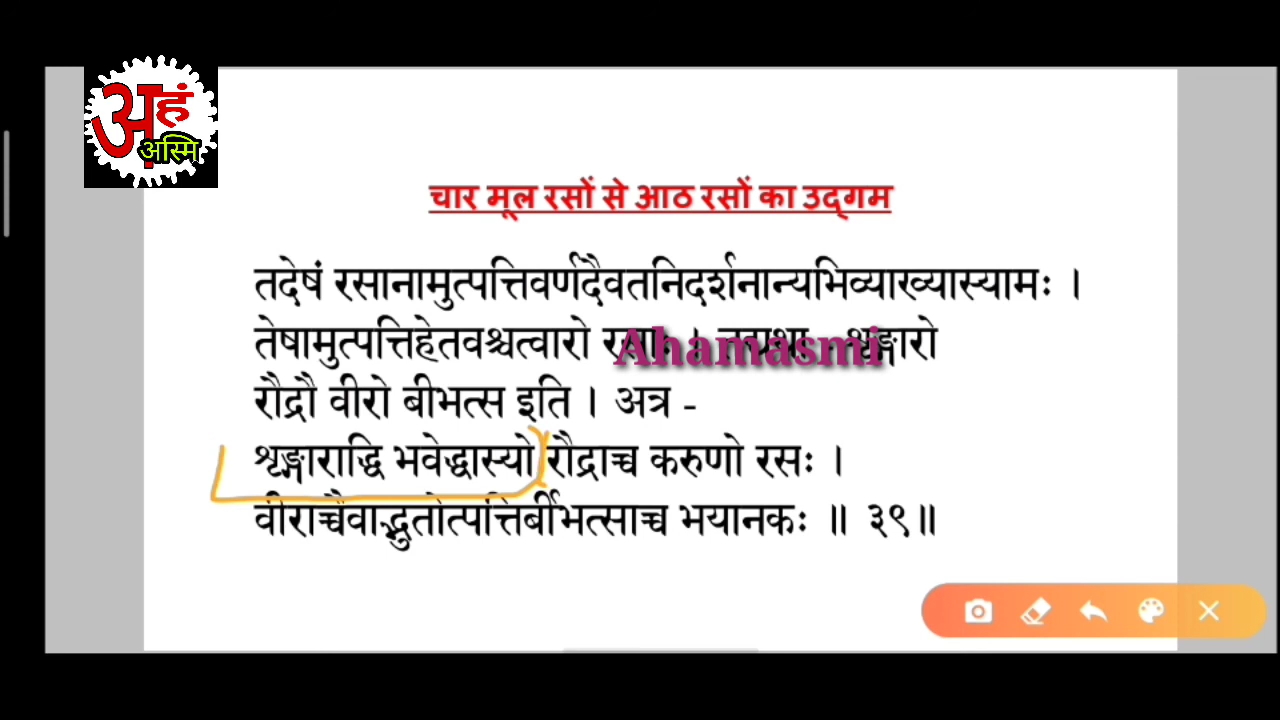 अहं
अस्मि
चार मूल रसों से आठ रसों का उद्गम
तदेषं रसानामुत्पत्तिवर्णदैवतनिदर्शनान्यभिव्याख्यास्यामः ।
तेषामुत्पत्तिहेतवश्चत्वारो शृङ्गारो
Ahamasmi
रौद्रौ वीरो बीभत्स इति । अत्र -
शृङ्गाराद्धि भवेद्धास्यो रौद्राच्च करुणो रसः ।
वीराच्चैवाद्भुतोत्पत्तिर्बीभत्साच्च भयानकः ॥ ३९॥